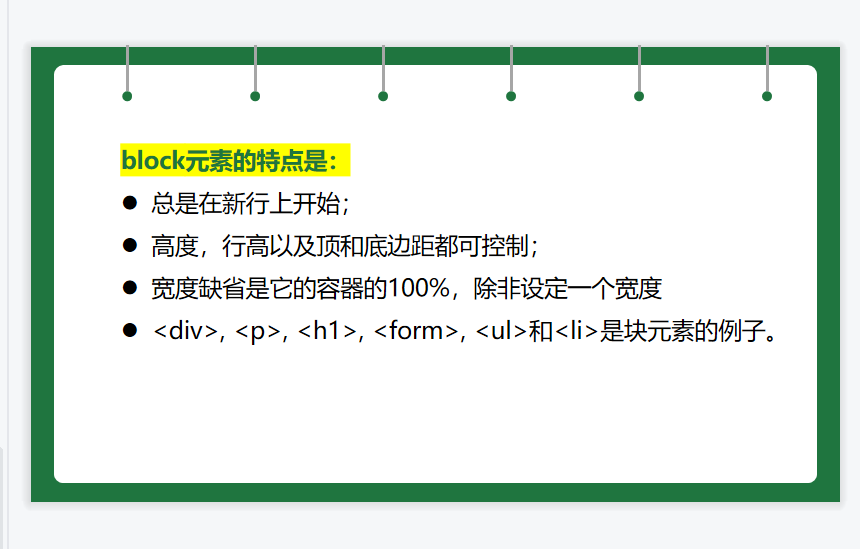 block元素的特点是：
● 总是在新行上开始；
● 高度，行高以及顶和底边距都可控制；
● 宽度缺省是它的容器的100%，除非设定一个宽度
● <div>, <p>, <h1>, <form>, <ul>和<li>是块元素的例子。